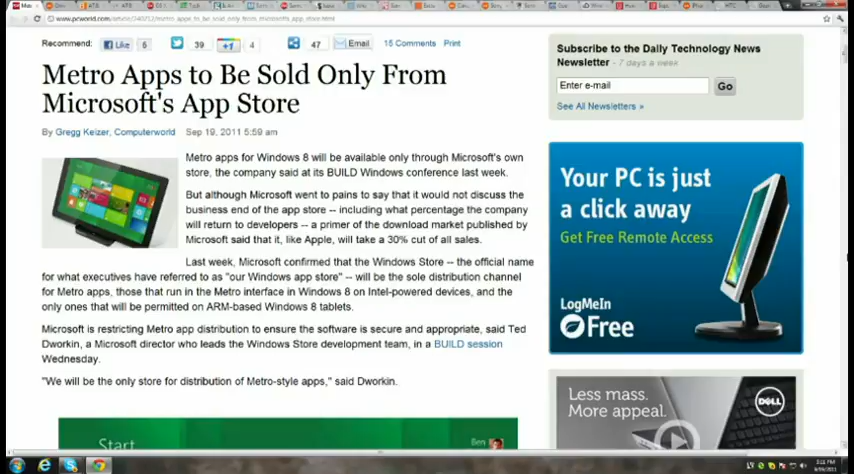 www.pcworld.com
Recommend:
Like
6
39
+1
4
47
Email
15 Comments
Print
Metro Apps to Be Sold Only From
Microsoft's App Store
By Gregg Keizer, Computerworld Sep 19, 2011 5:59 am
Metro apps for Windows 8 will be available only through Microsoft's own
store, the company said at its BUILD Windows conference last week.
But although Microsoft went to pains to say that it would not discuss the
business end of the app store -- including what percentage the company
will return to developers -- a primer of the download market published by
Microsoft said that it, like Apple, will take a 30% cut of all sales.
Last week, Microsoft confirmed that the Windows Store -- the official name
for what executives have referred to as "our Windows app store" -- will be the sole distribution channel
for Metro apps, those that run in the Metro interface in Windows 8 on Intel-powered devices, and the
only ones that will be permitted on ARM-based Windows 8 tablets.
Microsoft is restricting Metro app distribution to ensure the software is secure and appropriate, said Ted
Dworkin, a Microsoft director who leads the Windows Store development team, in a BUILD session
Wednesday.
"We will be the only store for distribution of Metro-style apps," said Dworkin.
Start
Ben
Subscribe to the Daily Technology News
Newsletter - 7 days a week
Enter e-mail
Go
See All Newsletters »
Your PC is just
a click away
Get Free Remote Access
LogMeIn
Free
Less mass.
More appeal.
DELL